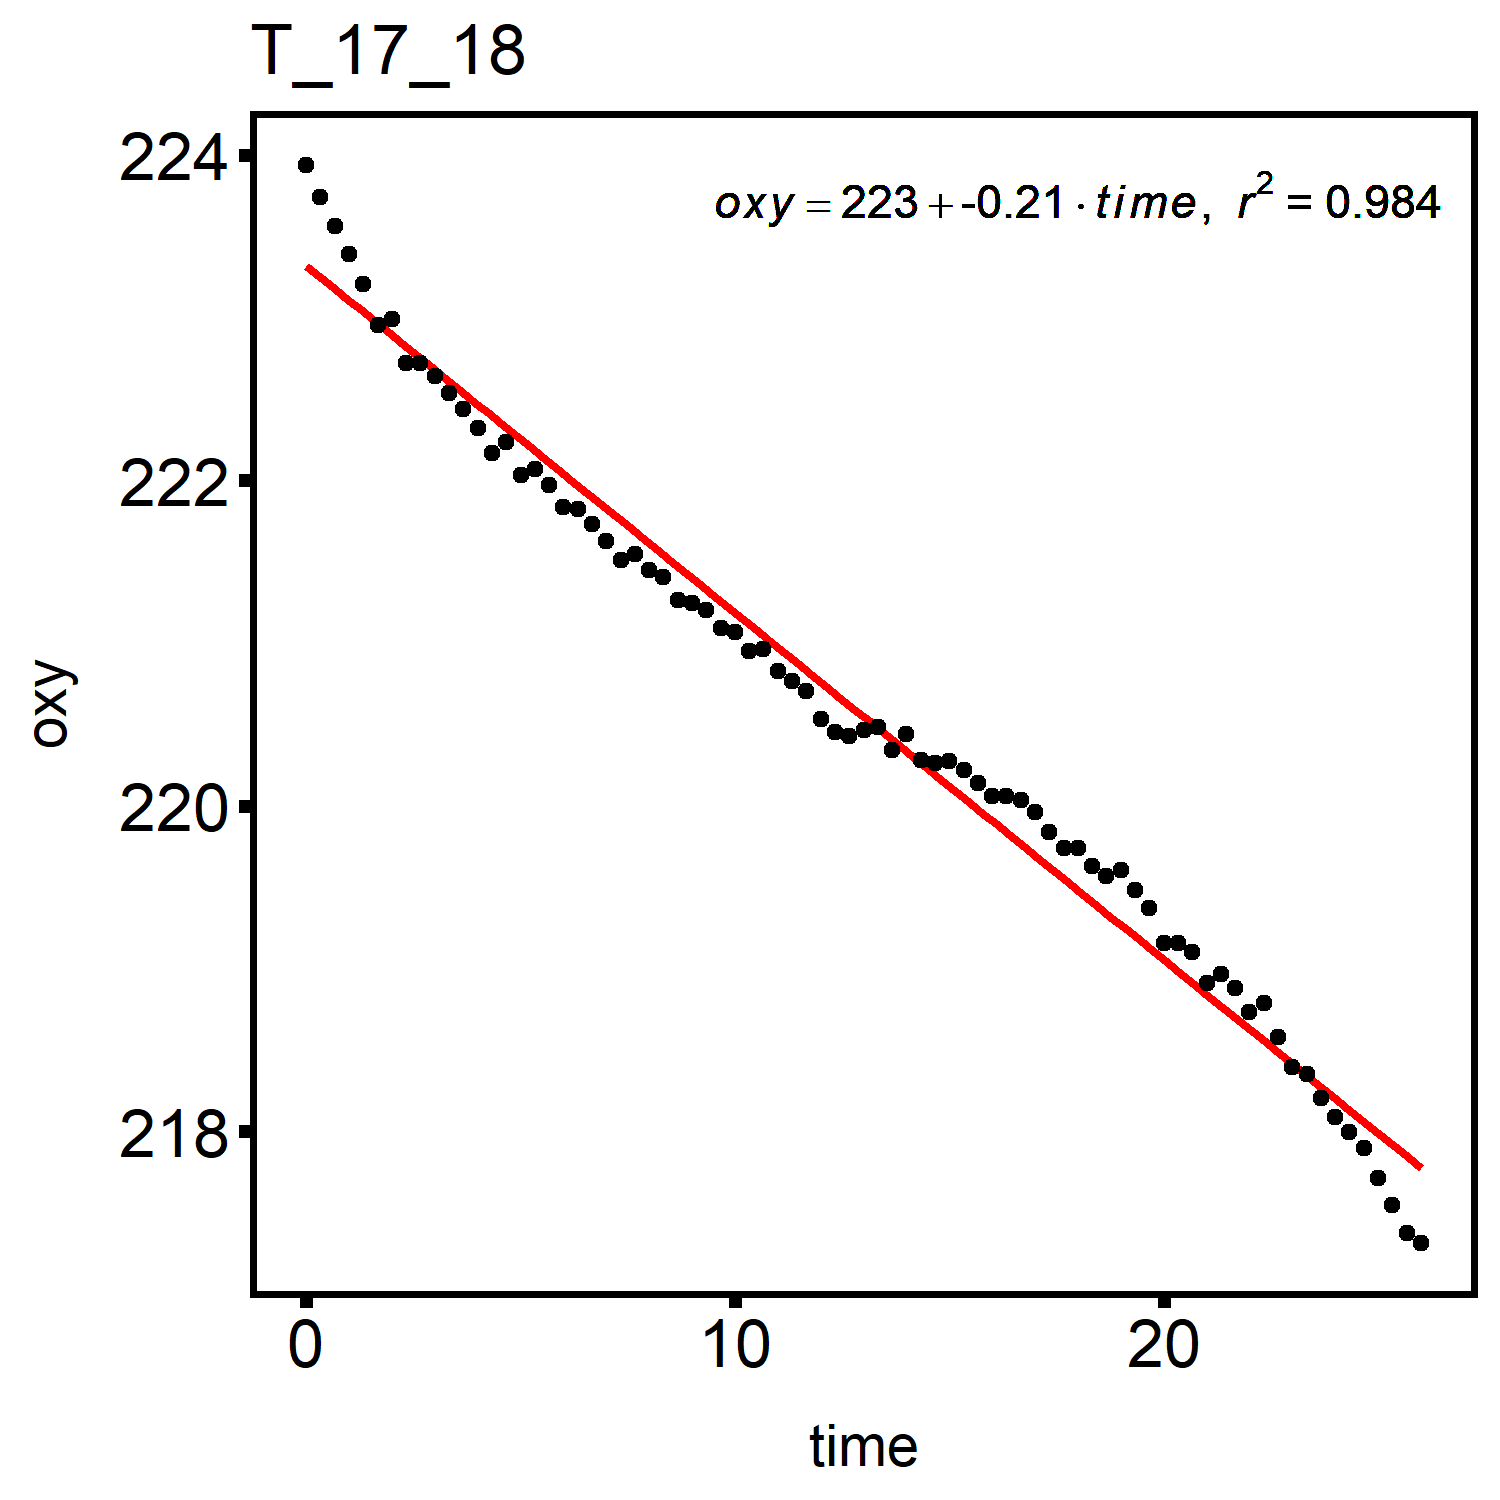 T_17_18
oxy = 223 + -0.21 · time, r² = 0.984
224
222
220
218
oxy
0 10 20
time